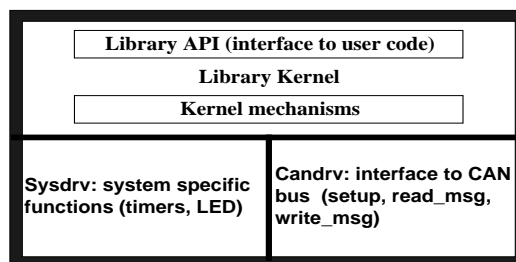 Library API (interface to user code)
Library Kernel
Kernel mechanisms
Sysdrv: system specific
functions (timers, LED)
Candrv: interface to CAN
bus (setup, read_msg,
write_msg)